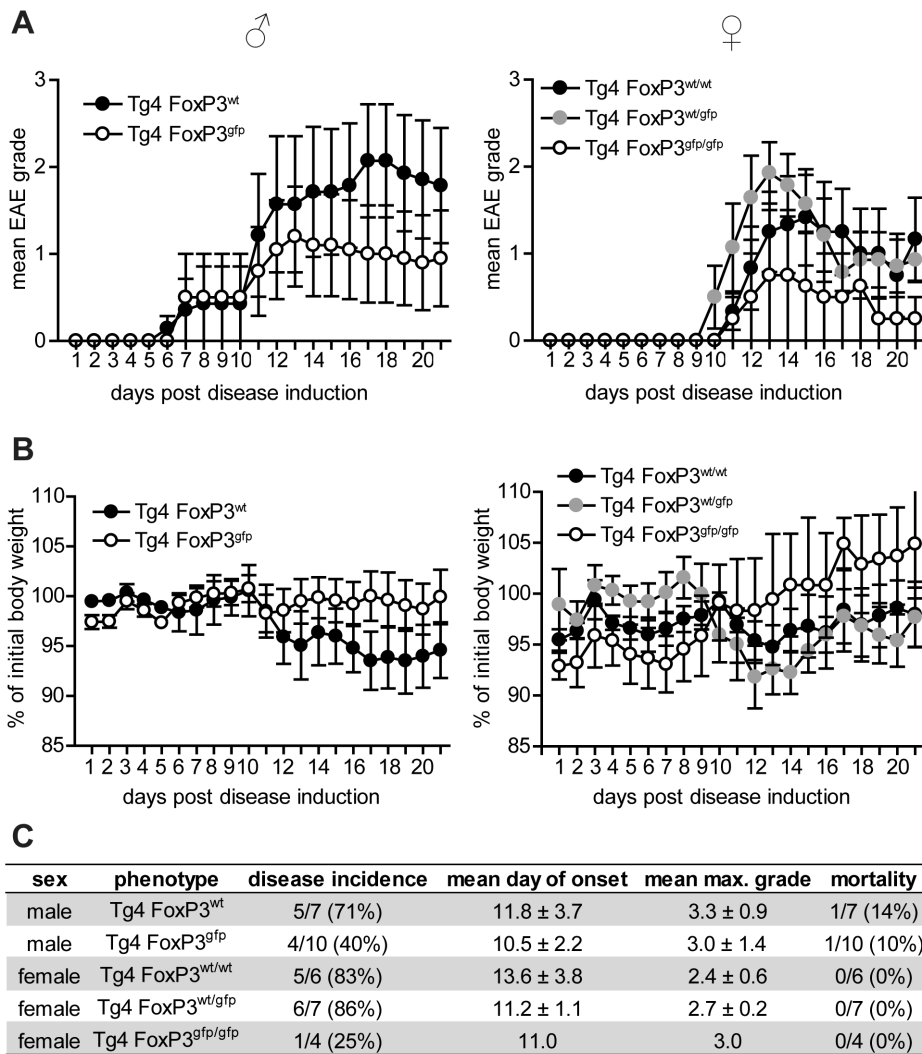 A
♂
♀
Tg4 FoxP3wt
Tg4 FoxP3gfp
mean EAE grade
3
2
1
0
1 2 3 4 5 6 7 8 9 10 12 14 16 18 20
days post disease induction
Tg4 FoxP3wt/wt
Tg4 FoxP3wt/gfp
Tg4 FoxP3gfp/gfp
mean EAE grade
3
2
1
0
1 2 3 4 5 6 7 8 9 10 12 14 16 18 20
days post disease induction
B
Tg4 FoxP3wt
Tg4 FoxP3gfp
% of initial body weight
110
105
100
95
90
85
1 2 3 4 5 6 7 8 9 10 12 14 16 18 20
days post disease induction
Tg4 FoxP3wt/wt
Tg4 FoxP3wt/gfp
Tg4 FoxP3gfp/gfp
% of initial body weight
110
105
100
95
90
85
1 2 3 4 5 6 7 8 9 10 12 14 16 18 20
days post disease induction
C
sex phenotype disease incidence mean day of onset mean max. grade mortality
male Tg4 FoxP3wt 5/7 (71%) 11.8 ± 3.7 3.3 ± 0.9 1/7 (14%)
male Tg4 FoxP3gfp 4/10 (40%) 10.5 ± 2.2 3.0 ± 1.4 1/10 (10%)
female Tg4 FoxP3wt/wt 5/6 (83%) 13.6 ± 3.8 2.4 ± 0.6 0/6 (0%)
female Tg4 FoxP3wt/gfp 6/7 (86%) 11.2 ± 1.1 2.7 ± 0.2 0/7 (0%)
female Tg4 FoxP3gfp/gfp 1/4 (25%) 11.0 3.0 0/4 (0%)